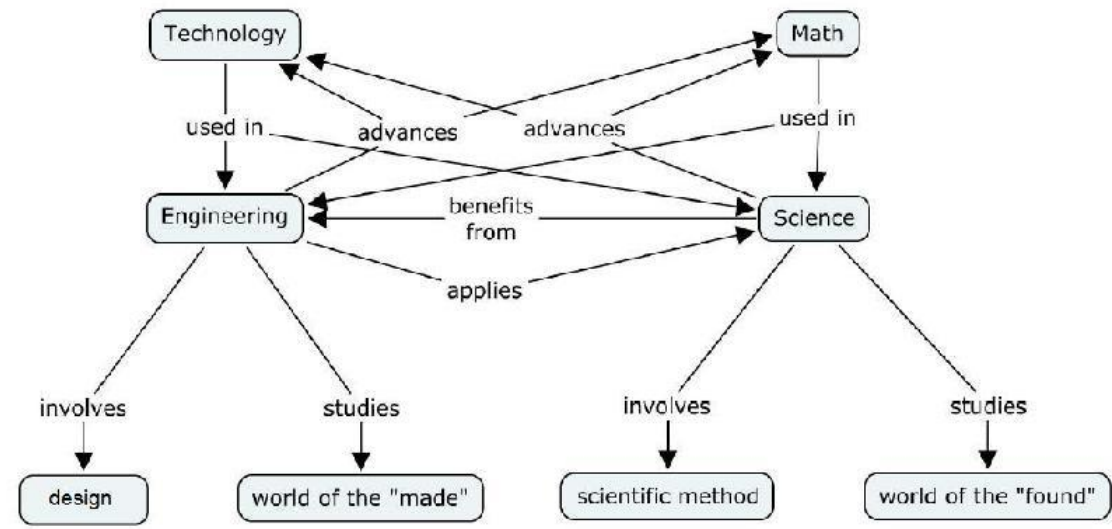 Technology
Math
used in
advances
advances
used in
Engineering
benefits
from
Science
applies
involves
studies
involves
studies
design
world of the "made"
scientific method
world of the "found"